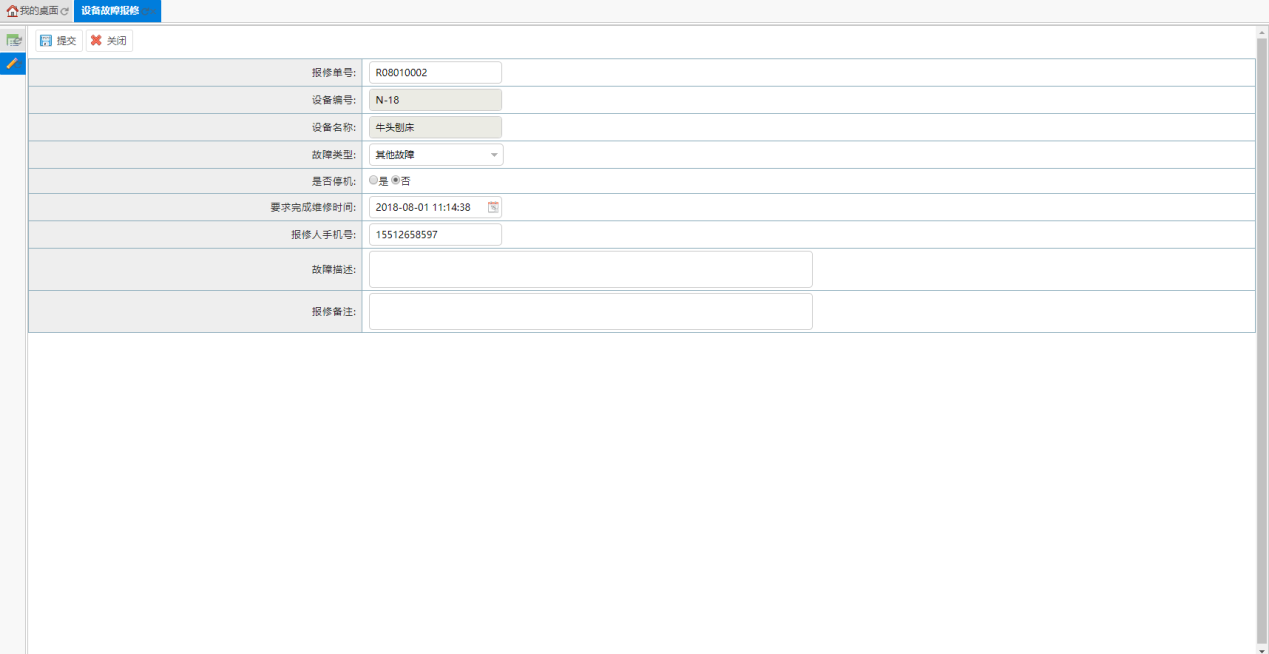 我的桌面 设备故障报修
提交 关闭
报修单号: R08010002
设备编号: N-18
设备名称: 牛头刨床
故障类型: 其他故障
是否停机: 是 否
要求完成维修时间: 2018-08-01 11:14:38
报修人手机号: 15512658597
故障描述:
报修备注: